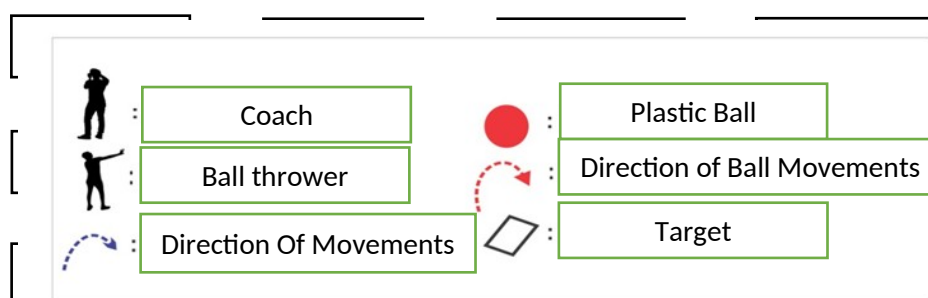 : Coach
: Ball thrower
: Direction Of Movements
: Plastic Ball
: Direction of Ball Movements
: Target